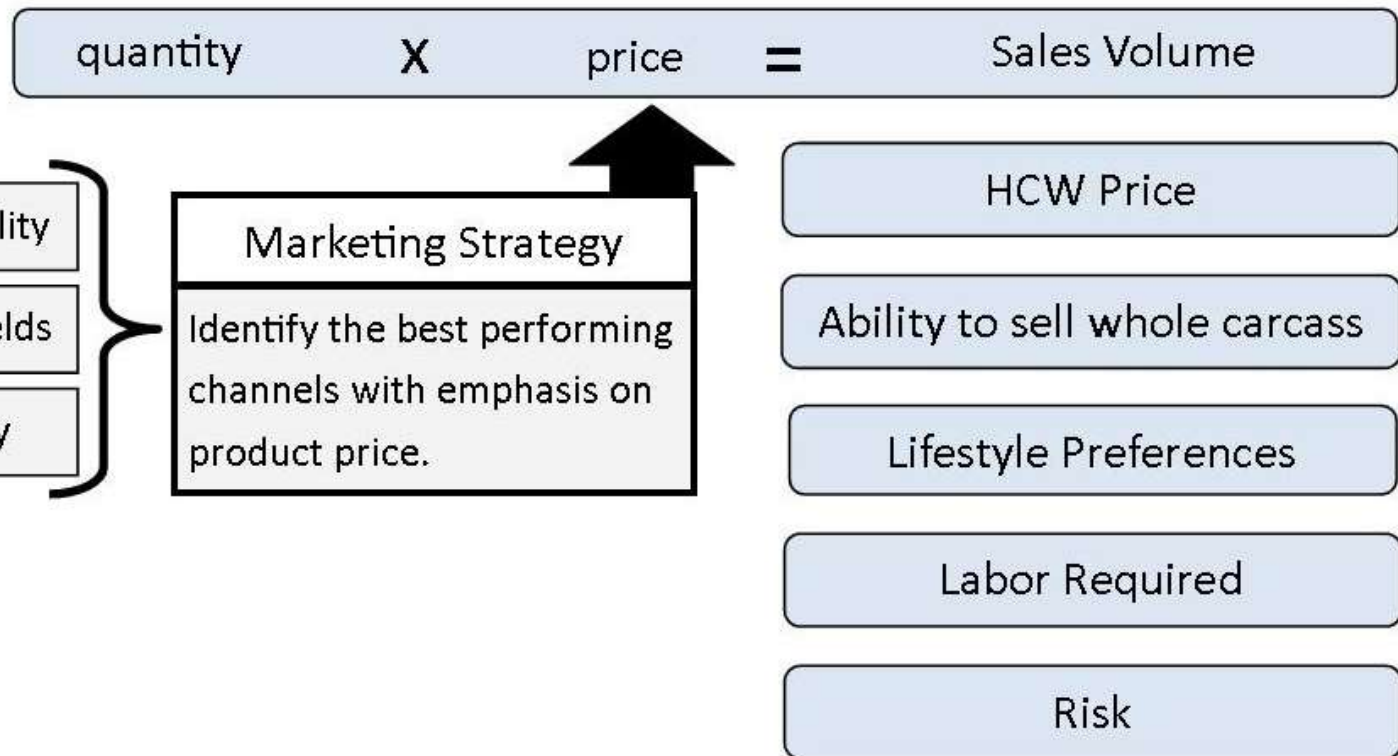 quantity X price = Sales Volume
HCW Price
Marketing Strategy
Ability to sell whole carcass
Identify the best performing
channels with emphasis on
product price.
Lifestyle Preferences
Labor Required
Risk